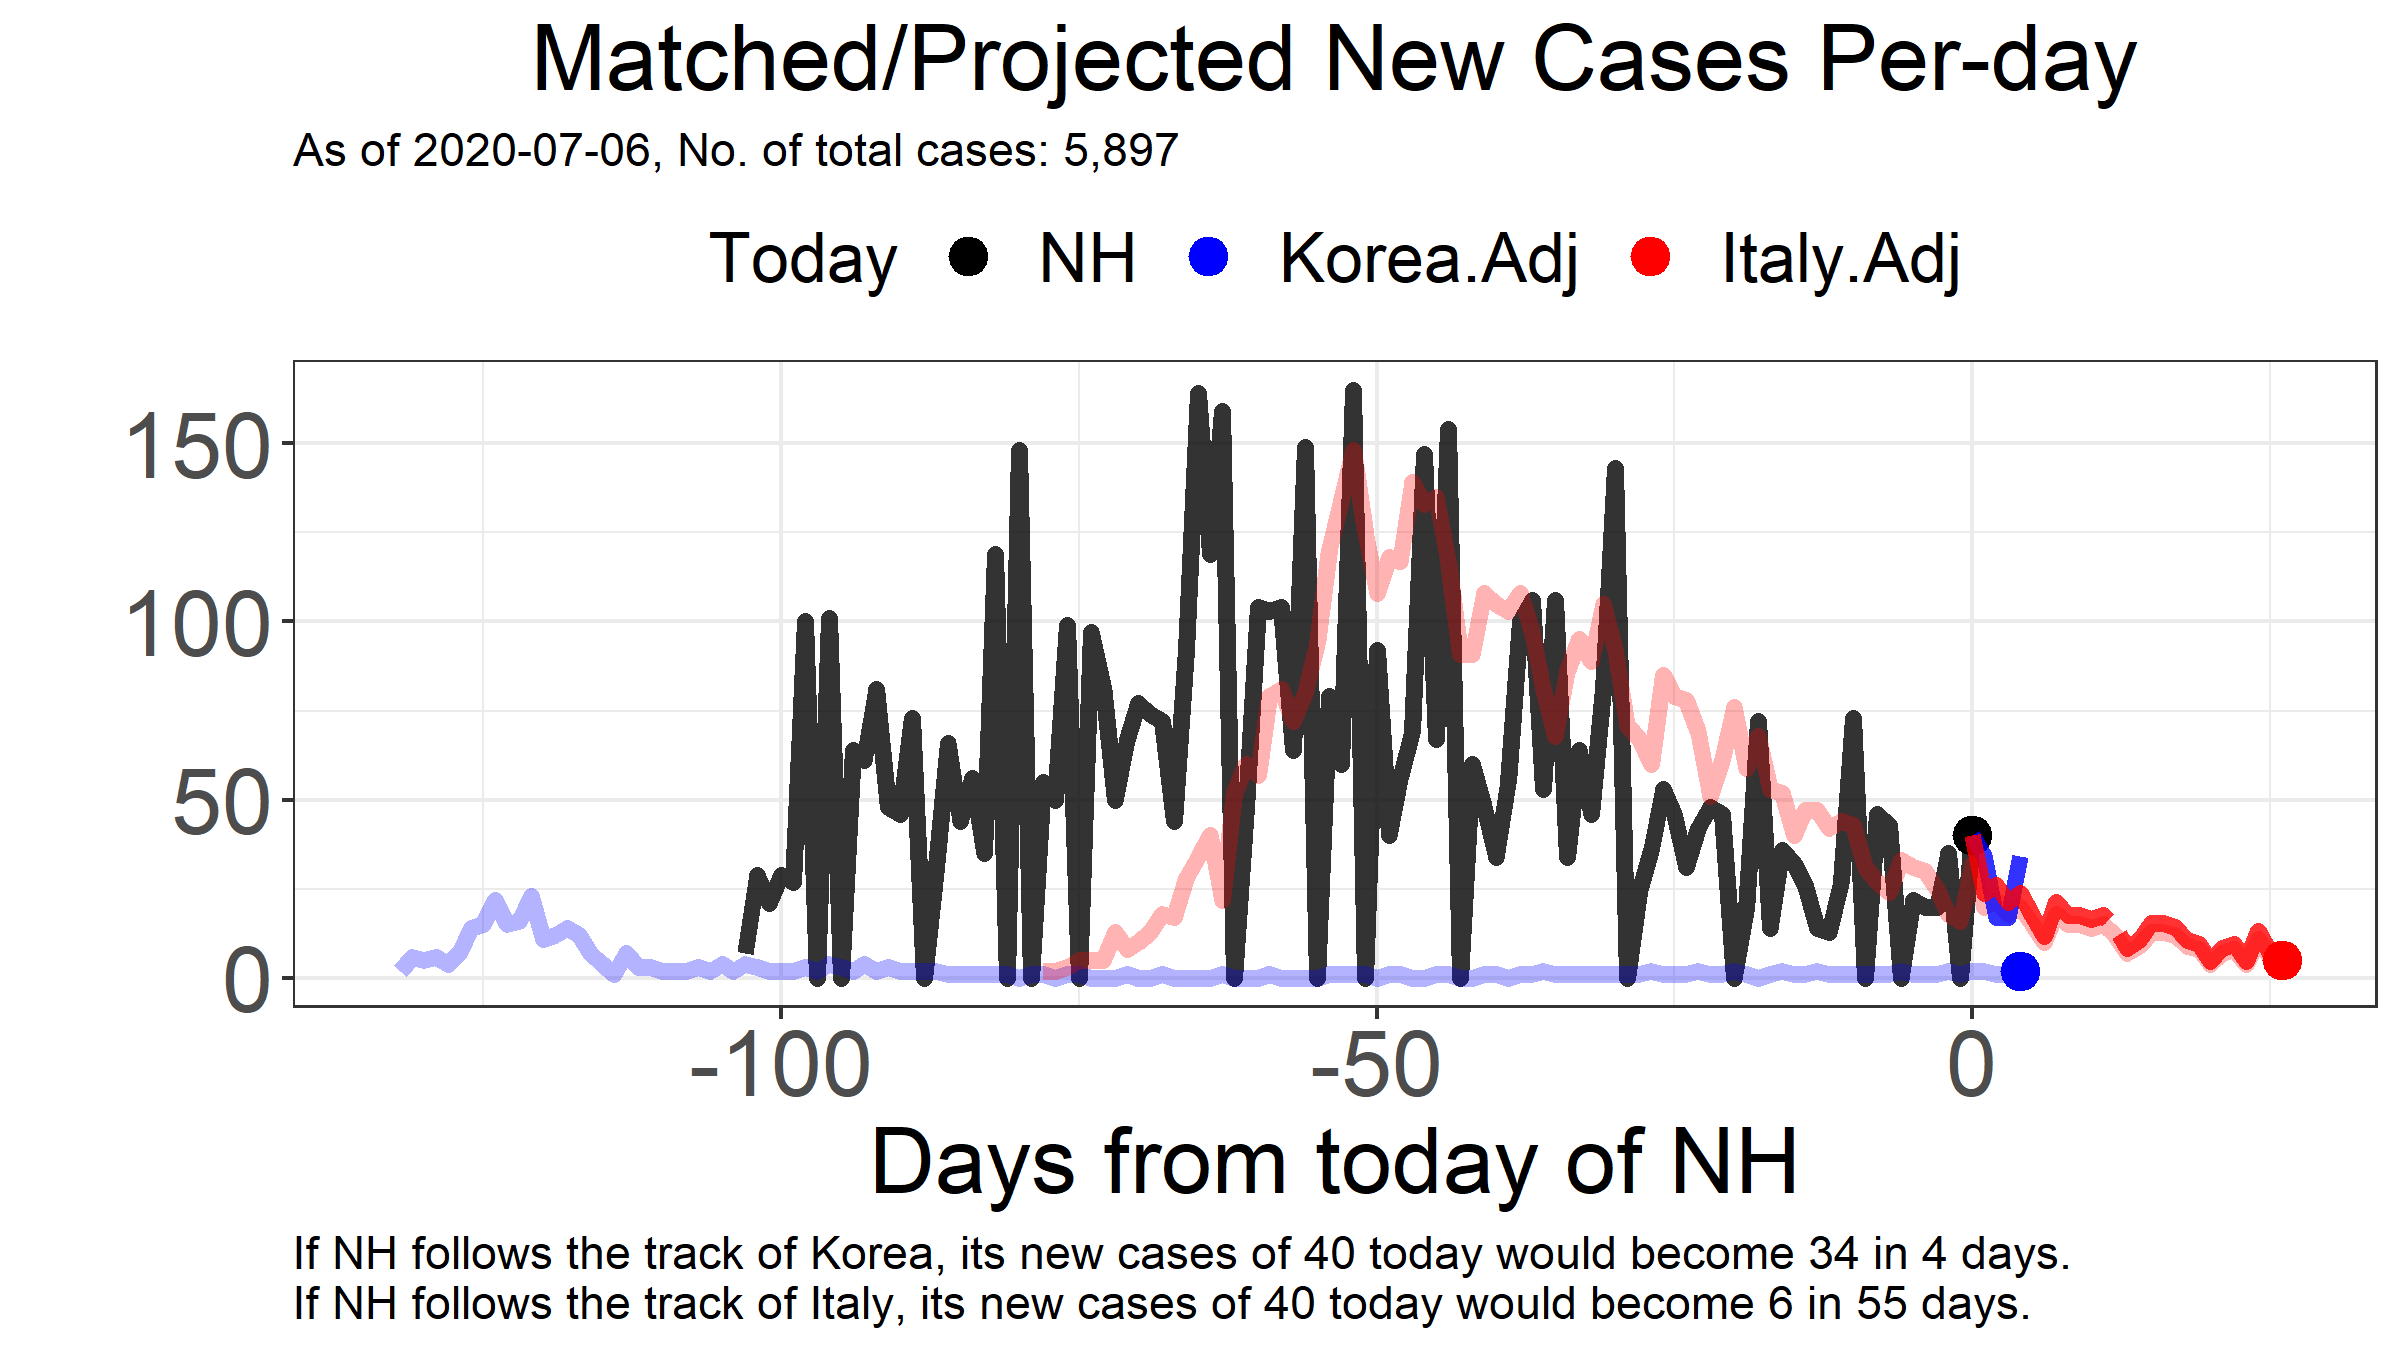 Matched/Projected New Cases Per-day
As of 2020-07-06, No. of total cases: 5,897
Today NH Korea.Adj Italy.Adj
150
100
50
0
-100 -50 0
Days from today of NH
If NH follows the track of Korea, its new cases of 40 today would become 34 in 4 days.
If NH follows the track of Italy, its new cases of 40 today would become 6 in 55 days.